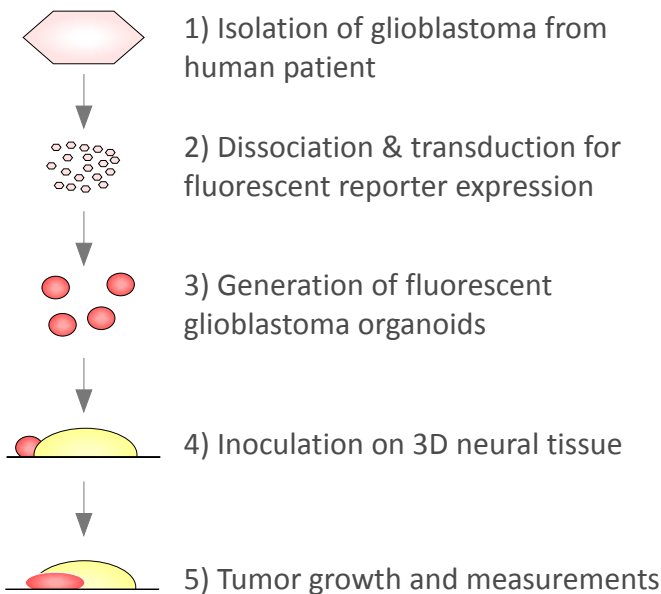 1) Isolation of glioblastoma from
human patient
2) Dissociation & transduction for
fluorescent reporter expression
3) Generation of fluorescent
glioblastoma organoids
4) Inoculation on 3D neural tissue
5) Tumor growth and measurements